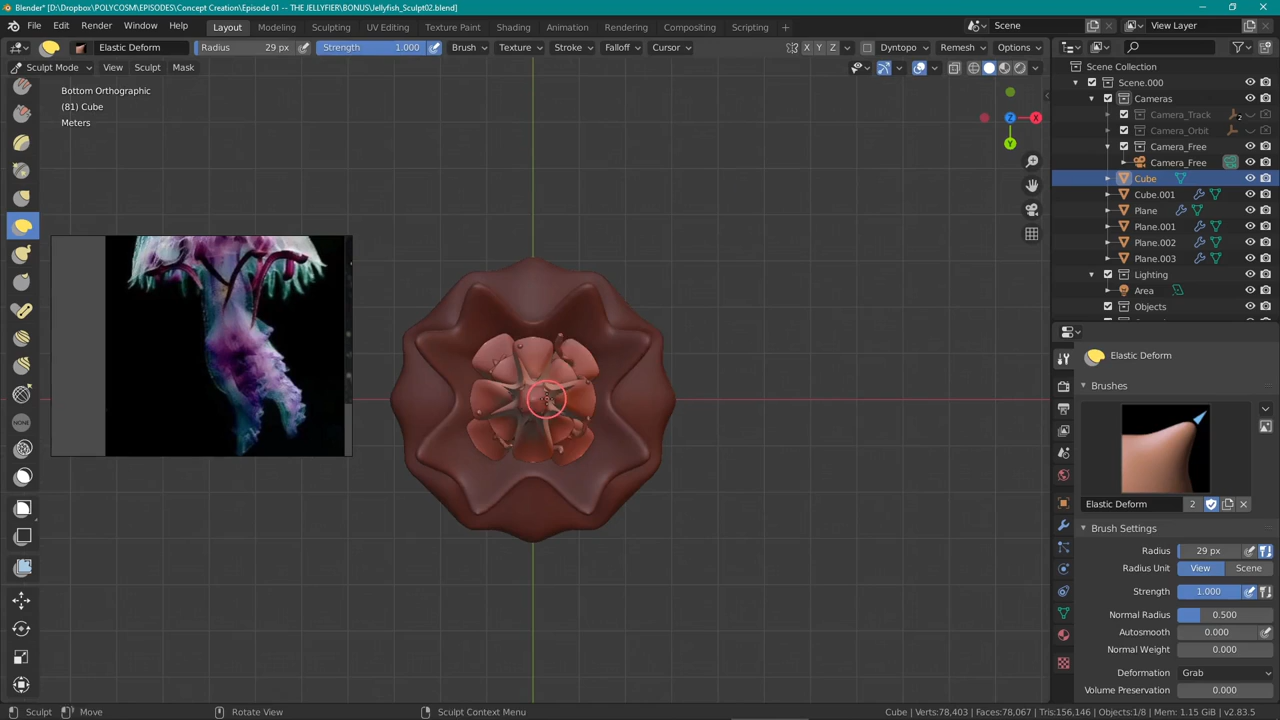 Blender* [D:\Dropbox\POLYCOSM\EPISODES\Concept Creation\Episode 01 -- THE JELLYFIER\BONUS\Jellyfish_Sculpt02.blend]
File Edit Render Window Help Layout Modeling Sculpting UV Editing Texture Paint Shading Animation Rendering Compositing Scripting + Scene View Layer
Elastic Deform Radius 29 px Strength 1.000 Brush Texture Stroke Falloff Cursor X Y Z Dyntopo Remesh Options
Sculpt Mode View Sculpt Mask
Scene Collection
Scene.000
Cameras
Camera_Track 2
Camera_Orbit
Camera_Free
Camera_Free
Cube
Cube.001
Plane
Plane.001
Plane.002
Plane.003
Lighting
Area
Objects
Bottom Orthographic
(81) Cube
Meters
Z X Y
NONE
Elastic Deform
Brushes
Elastic Deform 2
Brush Settings
Radius 29 px
Radius Unit View Scene
Strength 1.000
Normal Radius 0.500
Autosmooth 0.000
Normal Weight 0.000
Deformation Grab
Volume Preservation 0.000
Sculpt Move Rotate View Sculpt Context Menu Cube | Verts:78,403 | Faces:78,067 | Tris:156,146 | Objects:1/8 | Mem: 1.15 GiB | v2.83.5